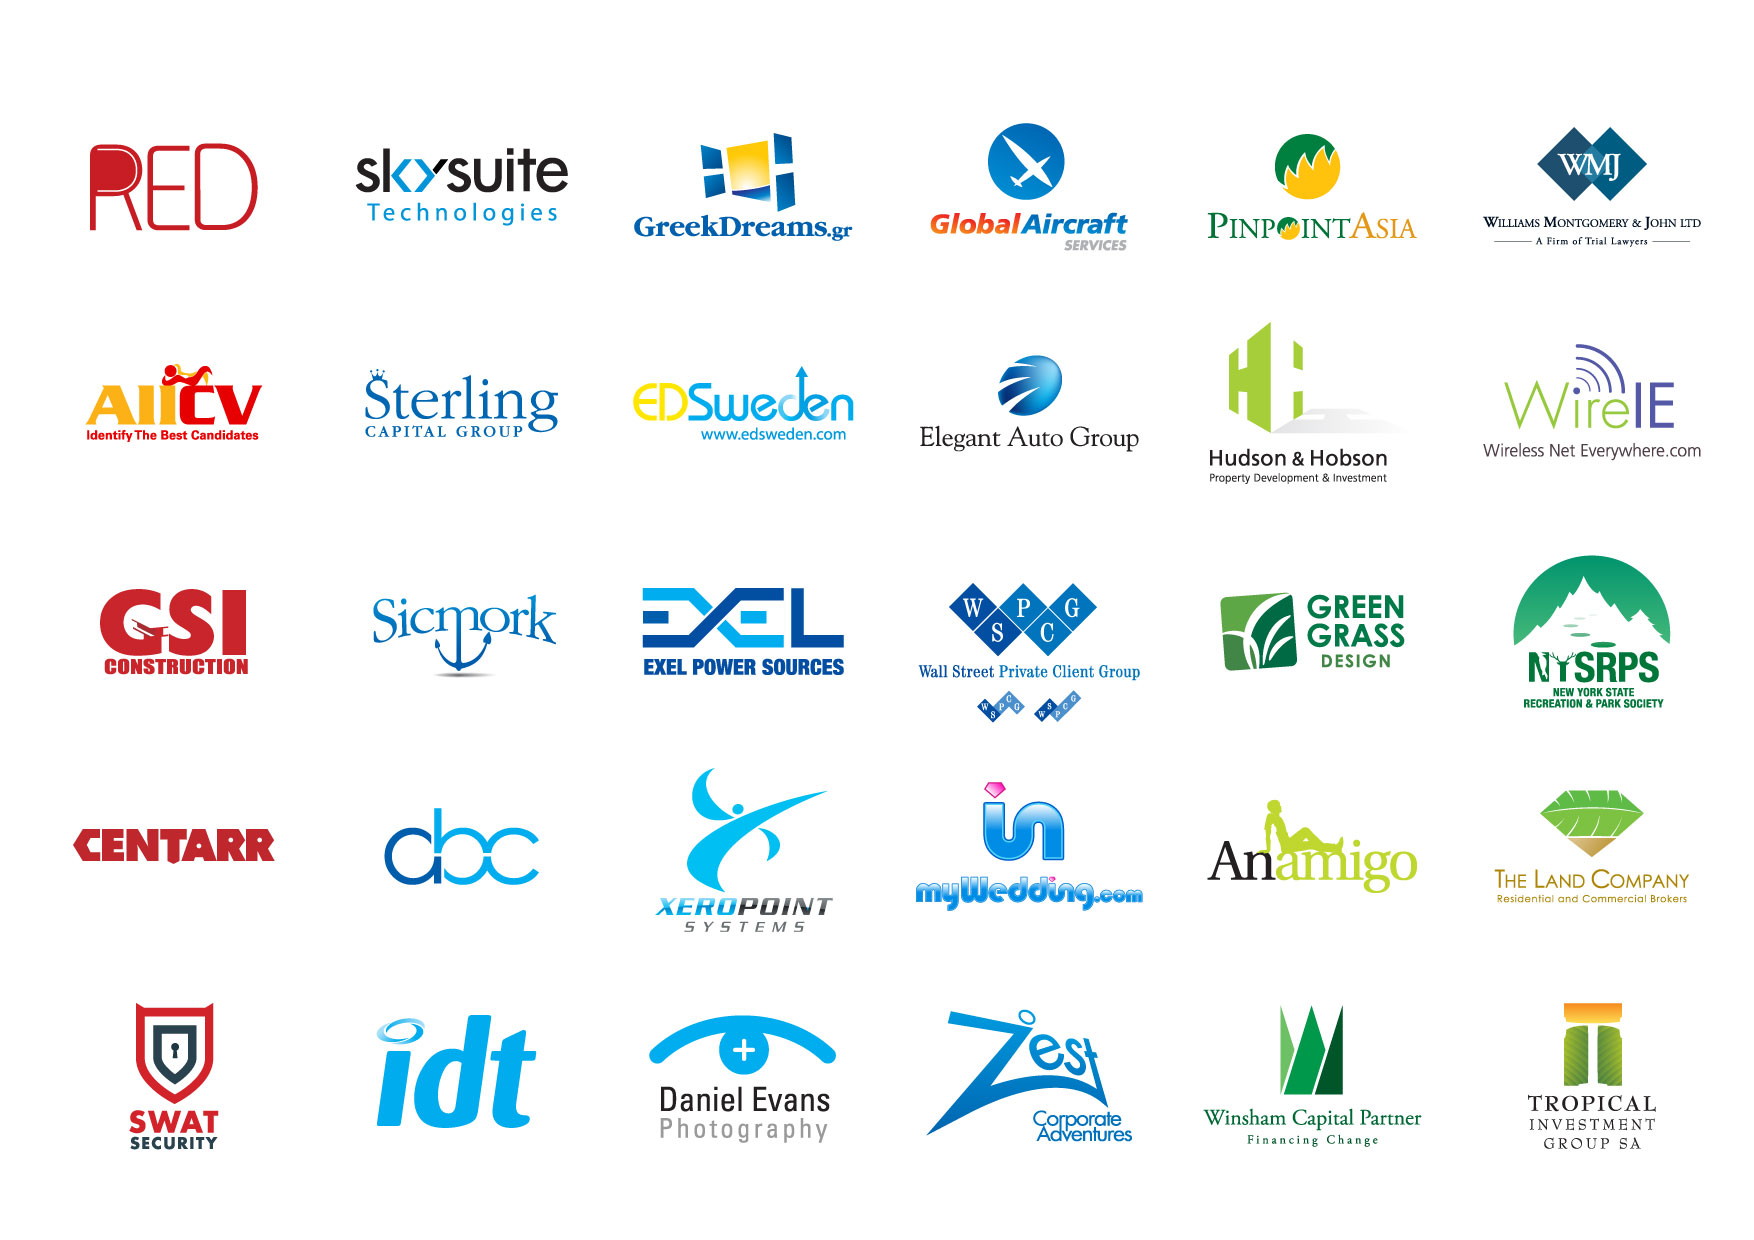 RED
skysuite
Technologies
GreekDreams.gr
GlobalAircraft
SERVICES
PINPOINTASIA
WMJ
WILLIAMS MONTGOMERY & JOHN LTD
A Firm of Trial Lawyers
AllCV
Identify The Best Candidates
Sterling
CAPITAL GROUP
EDSweden
www.edsweden.com
Elegant Auto Group
HC
Hudson & Hobson
Property Development & Investment
WireIE
Wireless Net Everywhere.com
GSI
CONSTRUCTION
Sicmork
EXEL
EXEL POWER SOURCES
W P G
S C
Wall Street Private Client Group
W S P C G
W S P C G
GREEN
GRASS
DESIGN
NYSRPS
NEW YORK STATE
RECREATION & PARK SOCIETY
CENTARR
abc
XEROPOINT
SYSTEMS
in
myWedding.com
Anamigo
THE LAND COMPANY
Residential and Commercial Brokers
SWAT
SECURITY
idt
Daniel Evans
Photography
Zest
Corporate
Adventures
Winsham Capital Partner
Financing Change
TROPICAL
INVESTMENT
GROUP SA